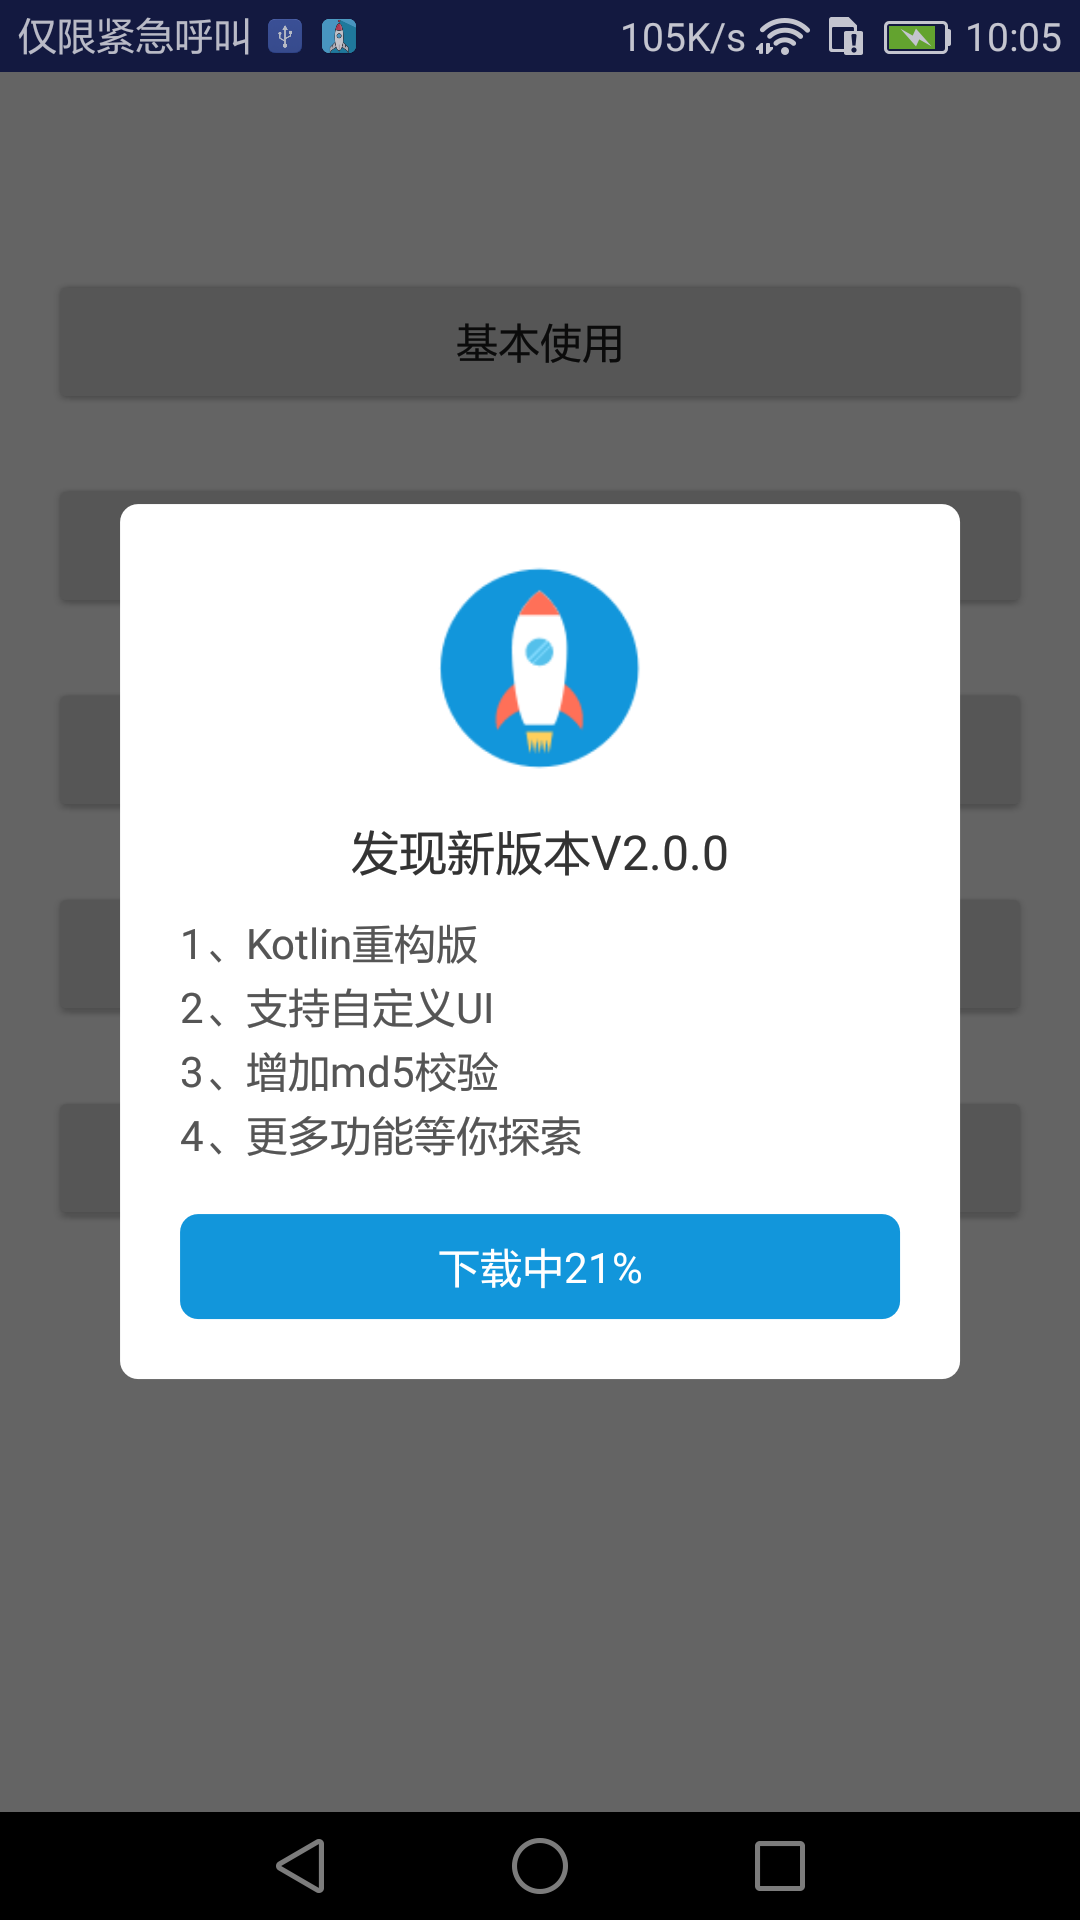 仅限紧急呼叫 105K/s 10:05
基本使用
发现新版本V2.0.0
1、Kotlin重构版
2、支持自定义UI
3、增加md5校验
4、更多功能等你探索
下载中21%